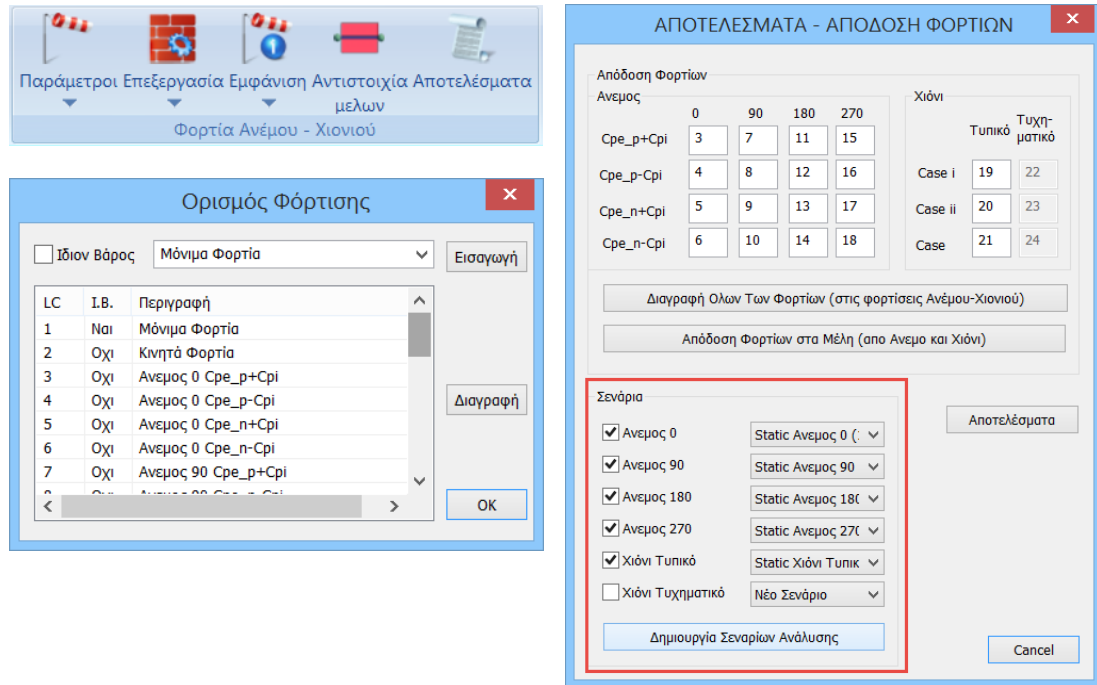 Παράμετροι Επεξεργασία Εμφάνιση Αντιστοιχία Αποτελέσματα
μελων
Φορτία Ανέμου - Χιονιού
Ορισμός Φόρτισης
Ιδιον Βάρος Μόνιμα Φορτία Εισαγωγή
LC Ι.Β. Περιγραφή
1 Ναι Μόνιμα Φορτία
2 Οχι Κινητά Φορτία
3 Οχι Ανεμος 0 Cpe_p+Cpi
4 Οχι Ανεμος 0 Cpe_p-Cpi
5 Οχι Ανεμος 0 Cpe_n+Cpi
6 Οχι Ανεμος 0 Cpe_n-Cpi
7 Οχι Ανεμος 90 Cpe_p+Cpi
Διαγραφή
OK
ΑΠΟΤΕΛΕΣΜΑΤΑ - ΑΠΟΔΟΣΗ ΦΟΡΤΙΩΝ
Απόδοση Φορτίων
Ανεμος
0 90 180 270
Cpe_p+Cpi 3 7 11 15
Cpe_p-Cpi 4 8 12 16
Cpe_n+Cpi 5 9 13 17
Cpe_n-Cpi 6 10 14 18
Χιόνι
Τυπικό Τυχη-
ματικό
Case i 19 22
Case ii 20 23
Case 21 24
Διαγραφή Ολων Των Φορτίων (στις φορτίσεις Ανέμου-Χιονιού)
Απόδοση Φορτίων στα Μέλη (απο Ανεμο και Χιόνι)
Σενάρια
Ανεμος 0 Static Ανεμος 0 (
Ανεμος 90 Static Ανεμος 90
Ανεμος 180 Static Ανεμος 18(
Ανεμος 270 Static Ανεμος 27(
Χιόνι Τυπικό Static Χιόνι Τυπικ
Χιόνι Τυχηματικό Νέο Σενάριο
Δημιουργία Σεναρίων Ανάλυσης
Αποτελέσματα
Cancel